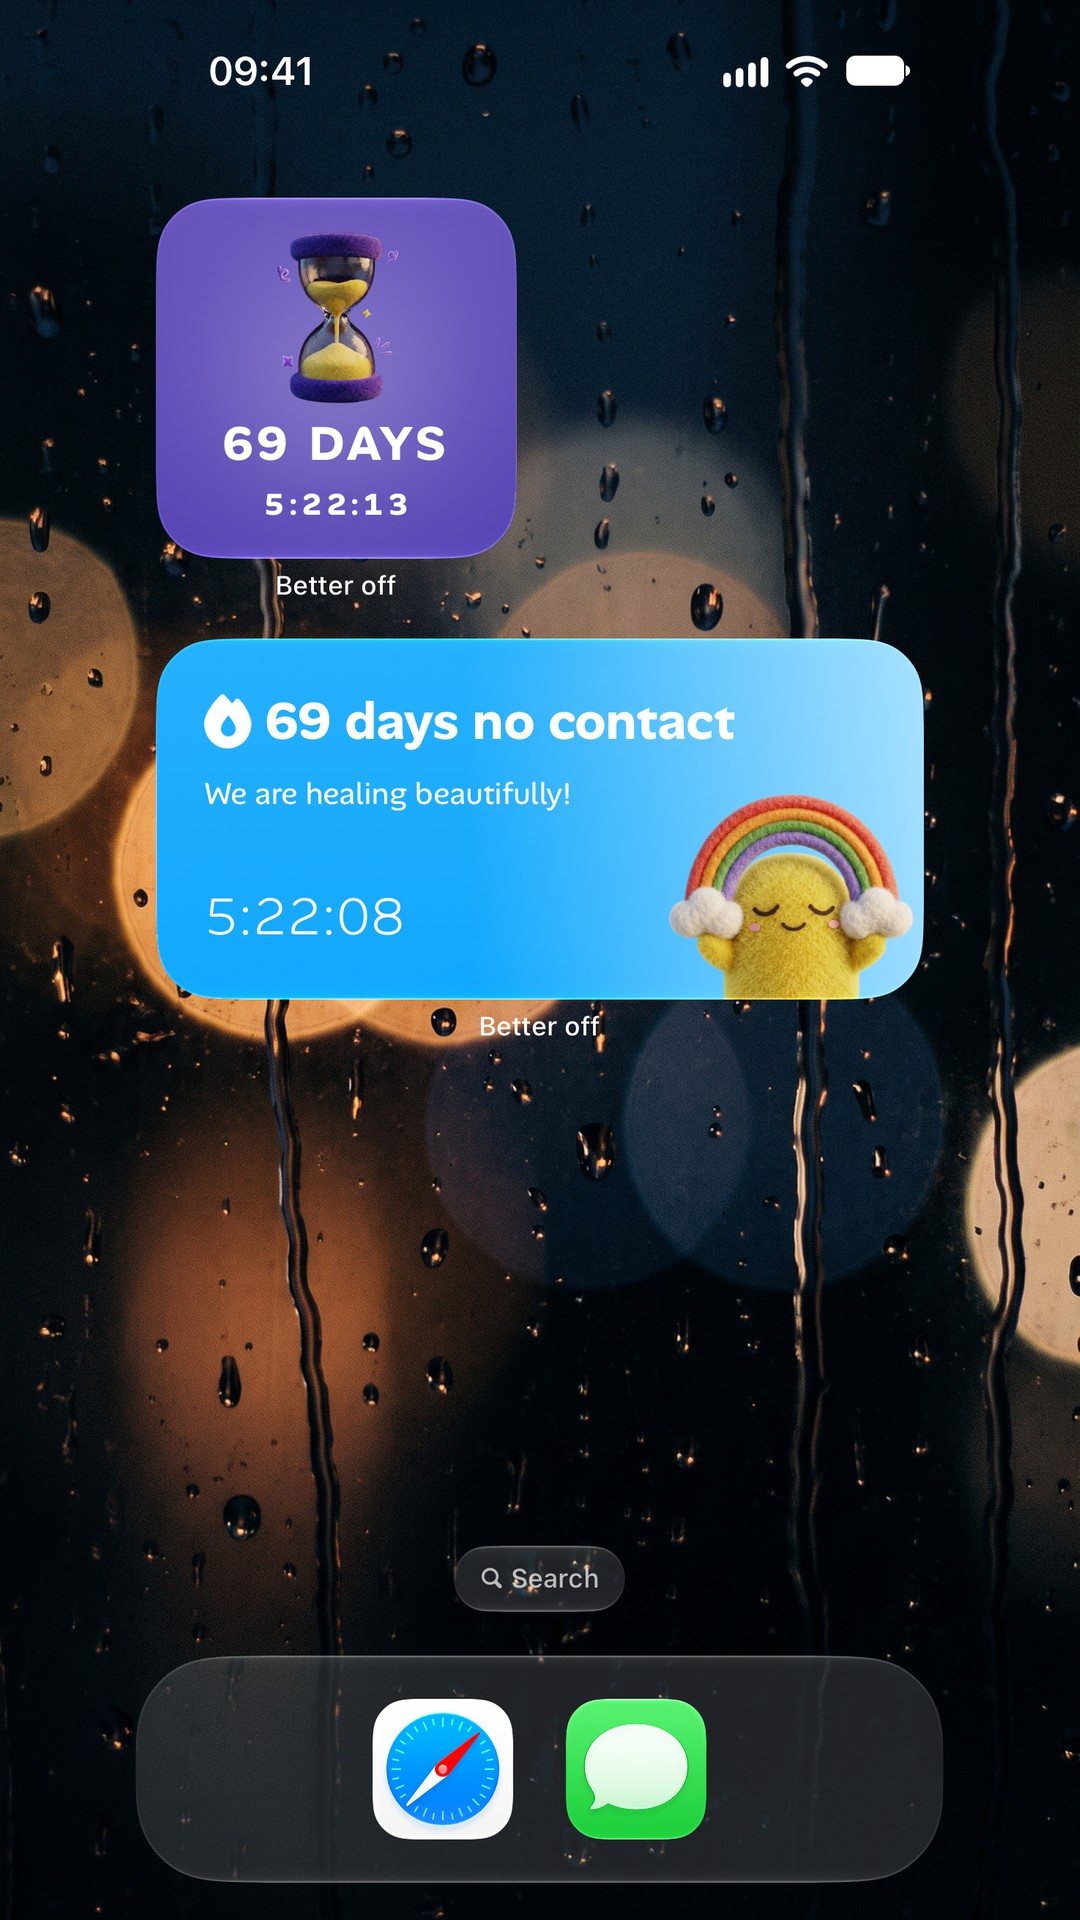 09:41
69 DAYS
5:22:13
Better off
69 days no contact
We are healing beautifully!
5:22:08
Better off
Search